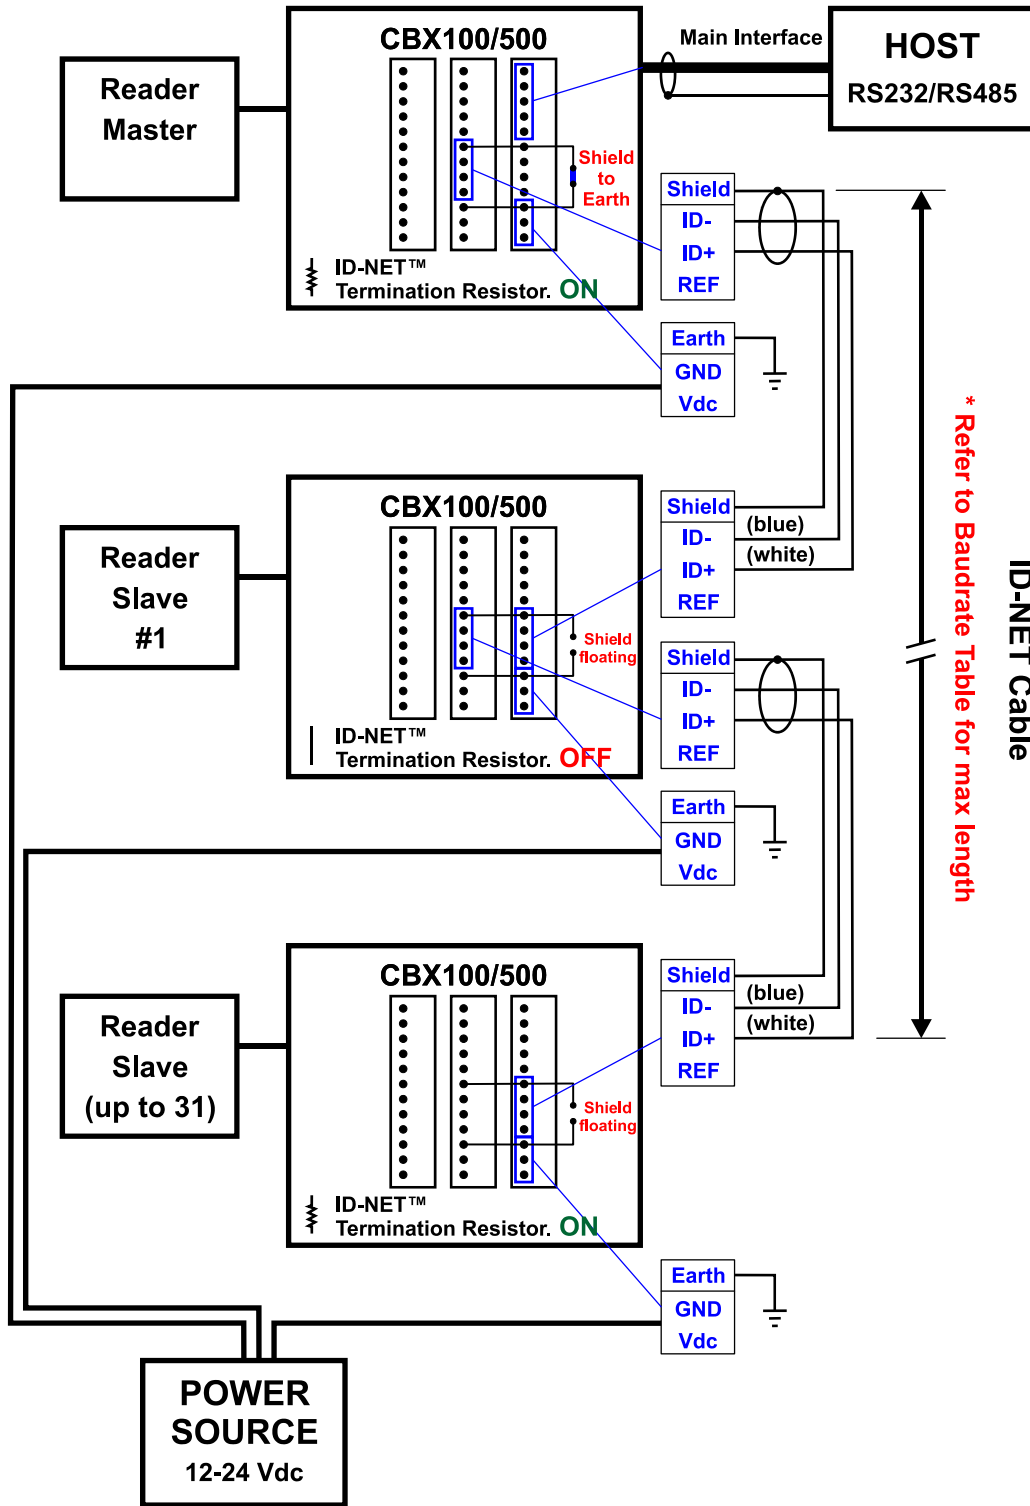 CBX100/500
Main Interface
HOST
RS232/RS485
Reader
Master
Shield
to
Earth
ID-NET™
Termination Resistor. ON
Shield
ID-
ID+
REF
Earth
GND
Vdc
CBX100/500
Reader
Slave
#1
Shield
floating
ID-NET™
Termination Resistor. OFF
Shield
ID-
(blue)
ID+
(white)
REF
Shield
ID-
ID+
REF
Earth
GND
Vdc
* Refer to Baudrate Table for max length
ID-NET Cable
CBX100/500
Reader
Slave
(up to 31)
Shield
floating
ID-NET™
Termination Resistor. ON
Shield
ID-
(blue)
ID+
(white)
REF
Earth
GND
Vdc
POWER
SOURCE
12-24 Vdc